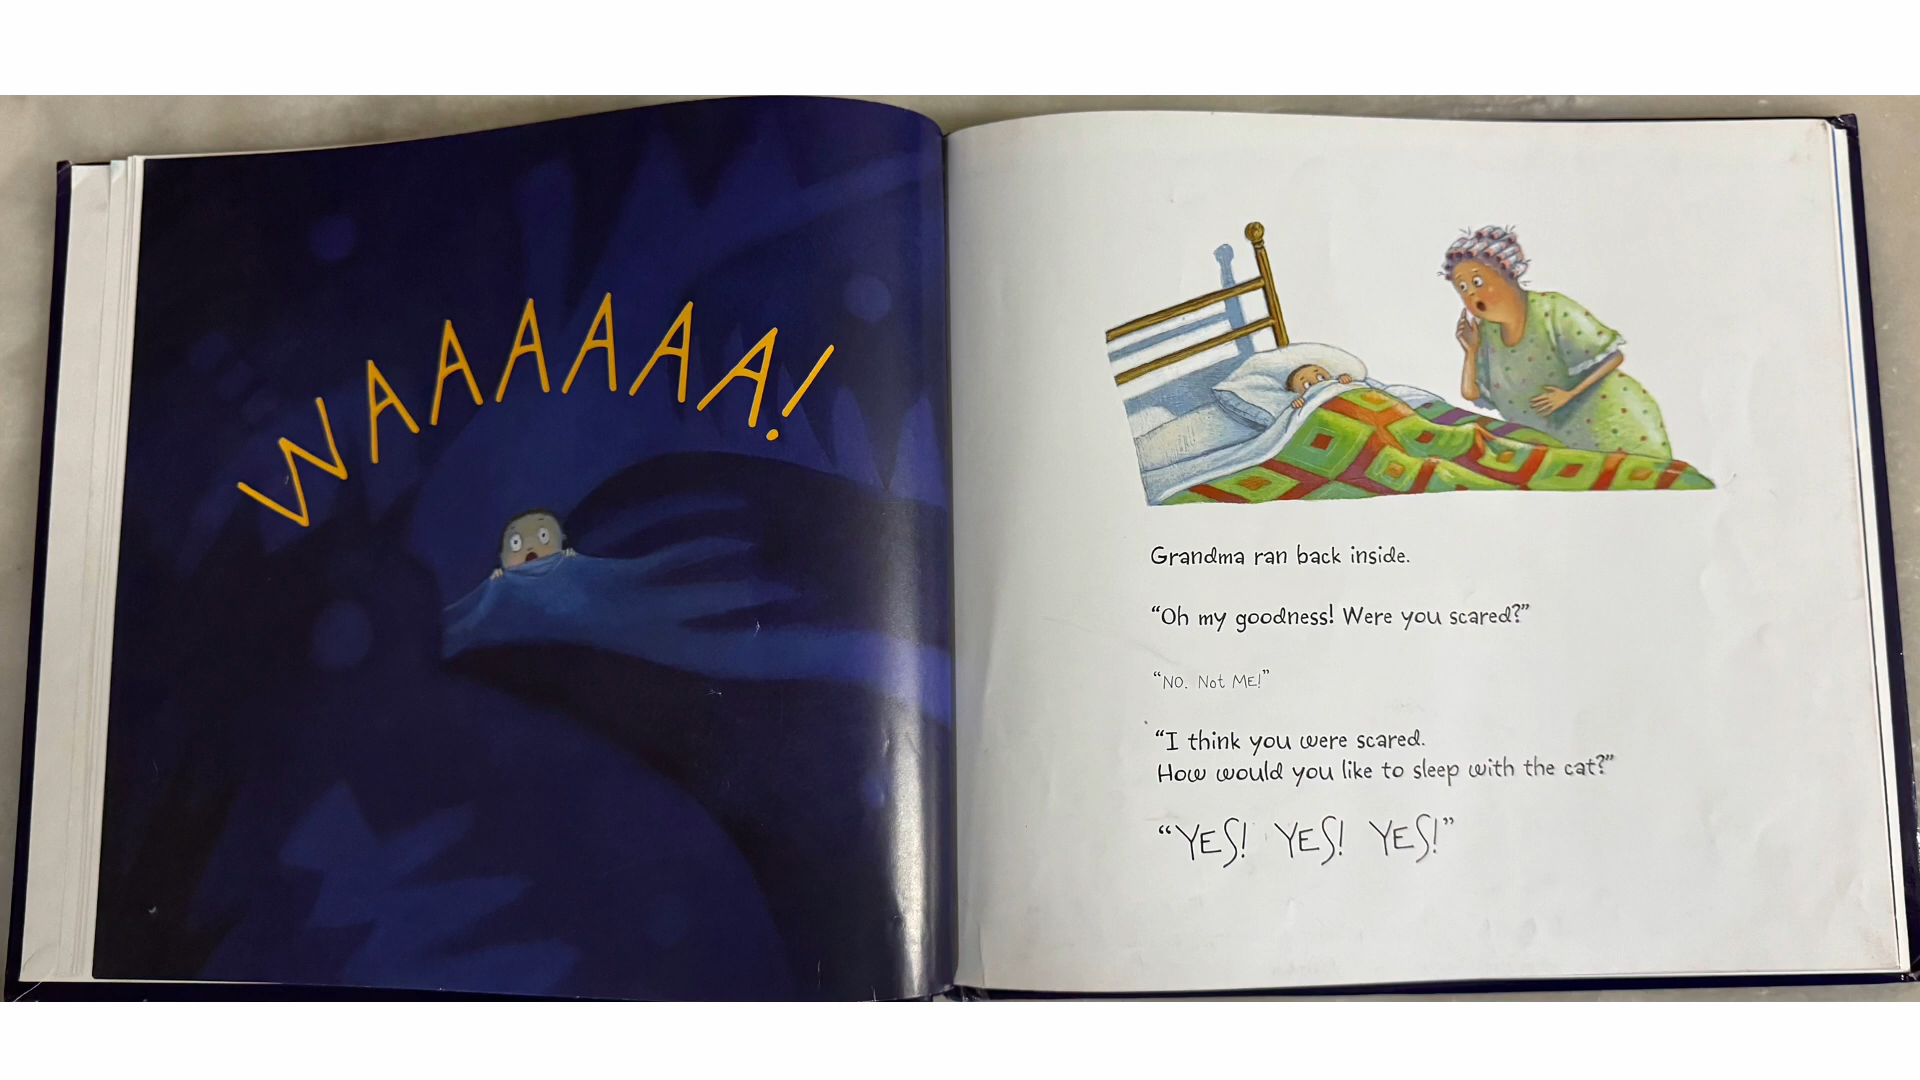 WAAAAAA!
Grandma ran back inside.
“Oh my goodness! Were you scared?”
“NO. Not ME!”
“I think you were scared.
How would you like to sleep with the cat?”
“YES! YES! YES!”